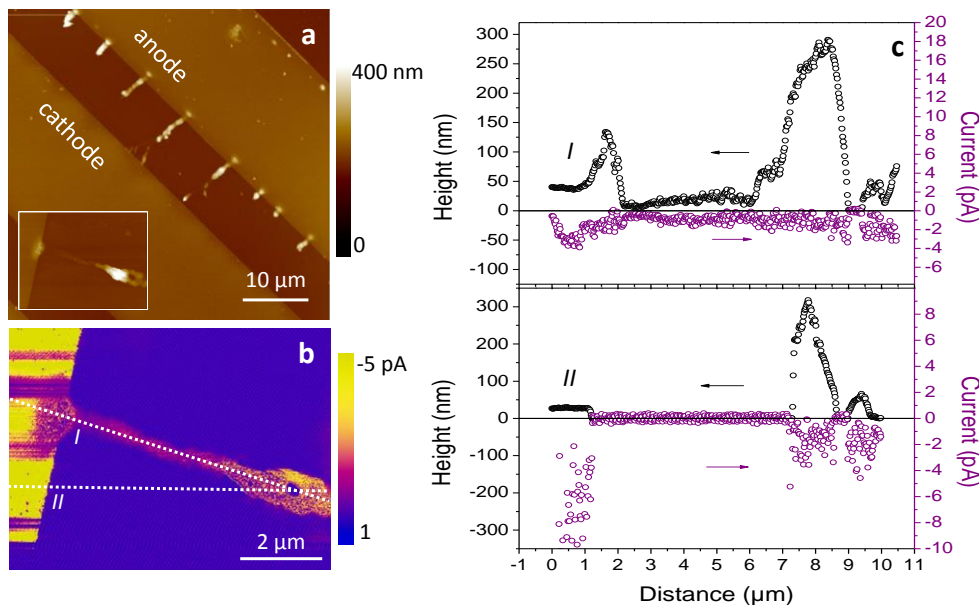 a
anode
cathode
400 nm
0
10 µm
b
-5 pA
1
I
II
2 µm
c
300
250
200
150
100
50
0
-50
-100
Height (nm)
I
20
18
16
14
12
10
8
6
4
2
0
-2
-4
-6
Current (pA)
300
200
100
0
-100
-200
-300
Height (nm)
II
8
6
4
2
0
-2
-4
-6
-8
-10
Current (pA)
-1 0 1 2 3 4 5 6 7 8 9 10 11
Distance (µm)